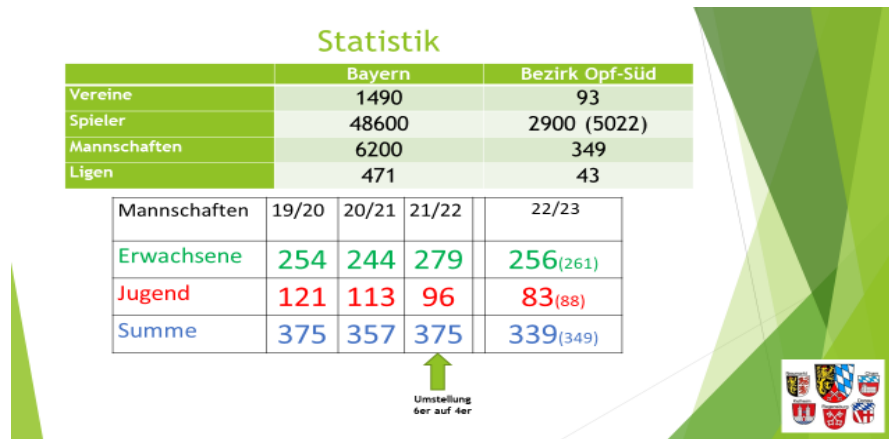 Statistik
Bayern Bezirk Opf-Süd
Vereine 1490 93
Spieler 48600 2900 (5022)
Mannschaften 6200 349
Ligen 471 43
Mannschaften 19/20 20/21 21/22 22/23
Erwachsene 254 244 279 256(261)
Jugend 121 113 96 83(88)
Summe 375 357 375 339(349)
Umstellung
6er auf 4er